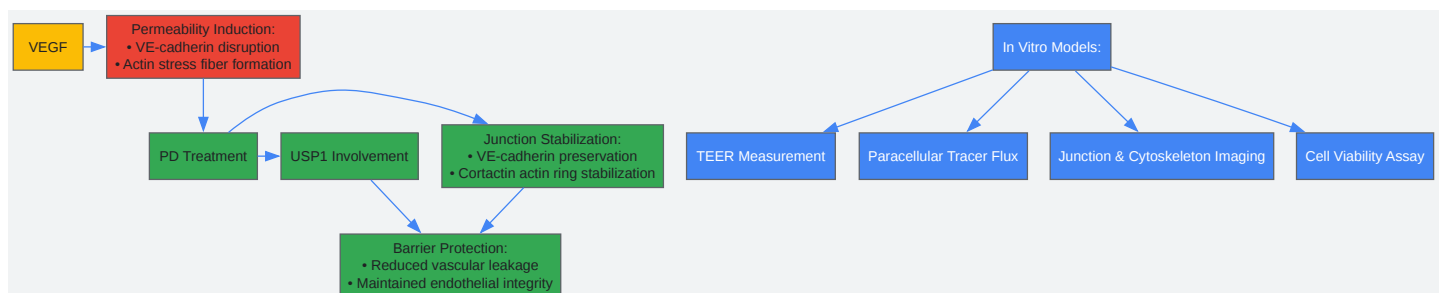 VEGF
Permeability Induction:
• VE-cadherin disruption
• Actin stress fiber formation
In Vitro Models:
PD Treatment
USP1 Involvement
Junction Stabilization:
• VE-cadherin preservation
• Cortactin actin ring stabilization
TEER Measurement
Paracellular Tracer Flux
Junction & Cytoskeleton Imaging
Cell Viability Assay
Barrier Protection:
• Reduced vascular leakage
• Maintained endothelial integrity